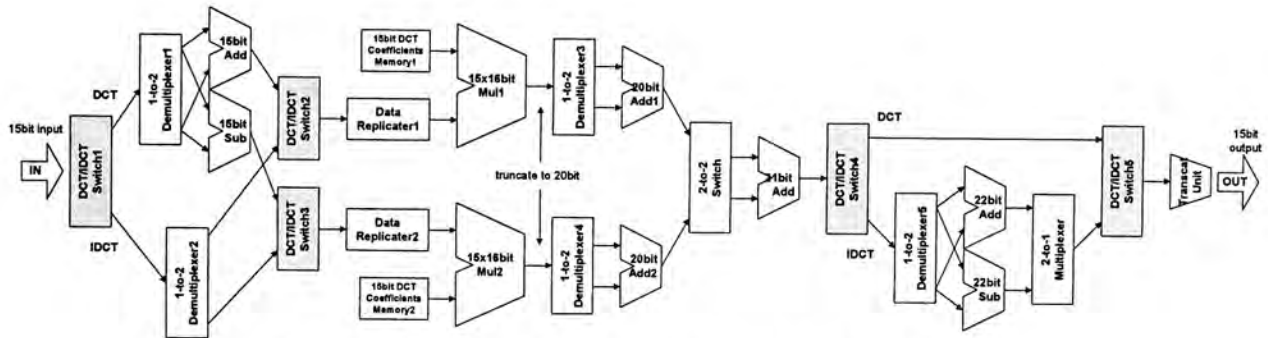 15bit input
IN
DCT/IDCT
Switch1
DCT
IDCT
1-to-2
Demultiplexer1
1-to-2
Demultiplexer2
15bit
Add
15bit
Sub
DCT/IDCT
Switch2
DCT/IDCT
Switch3
15bit DCT
Coefficients
Memory1
Data
Replicater1
15x16bit
Mul1
truncate to 20bit
Data
Replicater2
15bit DCT
Coefficients
Memory2
15x16bit
Mul2
1-to-2
Demultiplexer3
20bit
Add1
1-to-2
Demultiplexer4
20bit
Add2
2-to-2
Switch
21bit
Add
DCT/IDCT
Switch4
DCT
IDCT
1-to-2
Demultiplexer5
22bit
Add
22bit
Sub
2-to-1
Multiplexer
DCT/IDCT
Switch5
Transcat
Unit
15bit
output
OUT